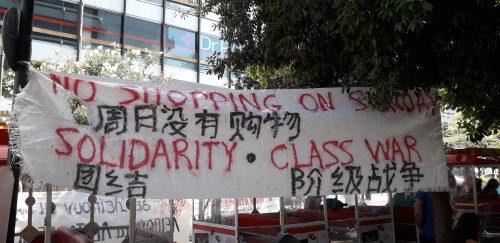 NO SHOPPING ON SUNDAY
周日没有购物
SOLIDARITY • CLASS WAR
团结 阶级战争